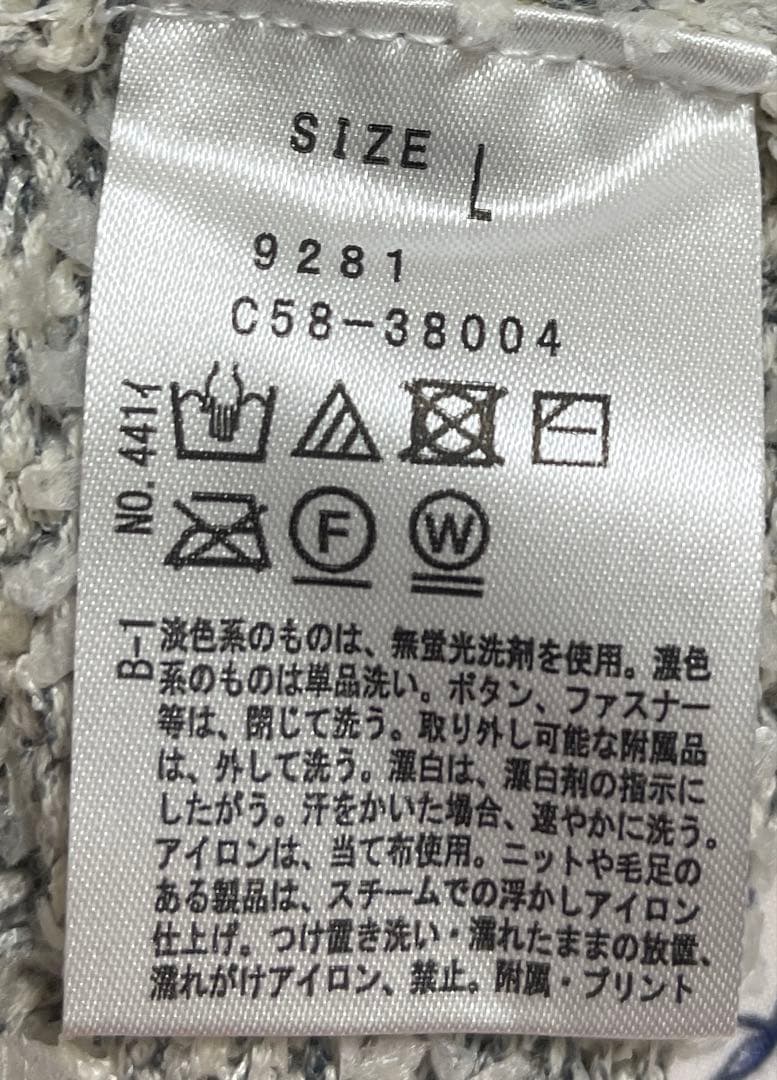 SIZE L
9281
C58-38004
NO. 441イ
F W
B-1
淡色系のものは、無蛍光洗剤を使用。濃色
系のものは単品洗い。ボタン、ファスナー
等は、閉じて洗う。取り外し可能な附属品
は、外して洗う。漂白は、漂白剤の指示に
したがう。汗をかいた場合、速やかに洗う。
アイロンは、当て布使用。ニットや毛足の
ある製品は、スチームでの浮かしアイロン
仕上げ。つけ置き洗い・濡れたままの放置、
濡れがけアイロン、禁止。附属・プリント